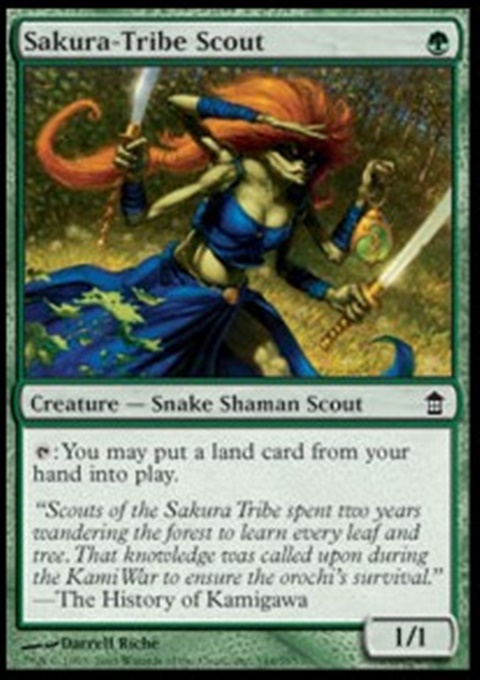 Sakura-Tribe Scout
Creature — Snake Shaman Scout
: You may put a land card from your
hand into play.
"Scouts of the Sakura Tribe spent two years
wandering the forest to learn every leaf and
tree. That knowledge was called upon during
the Kami War to ensure the orochi's survival."
—The History of Kamigawa
1/1
Darrell Riche